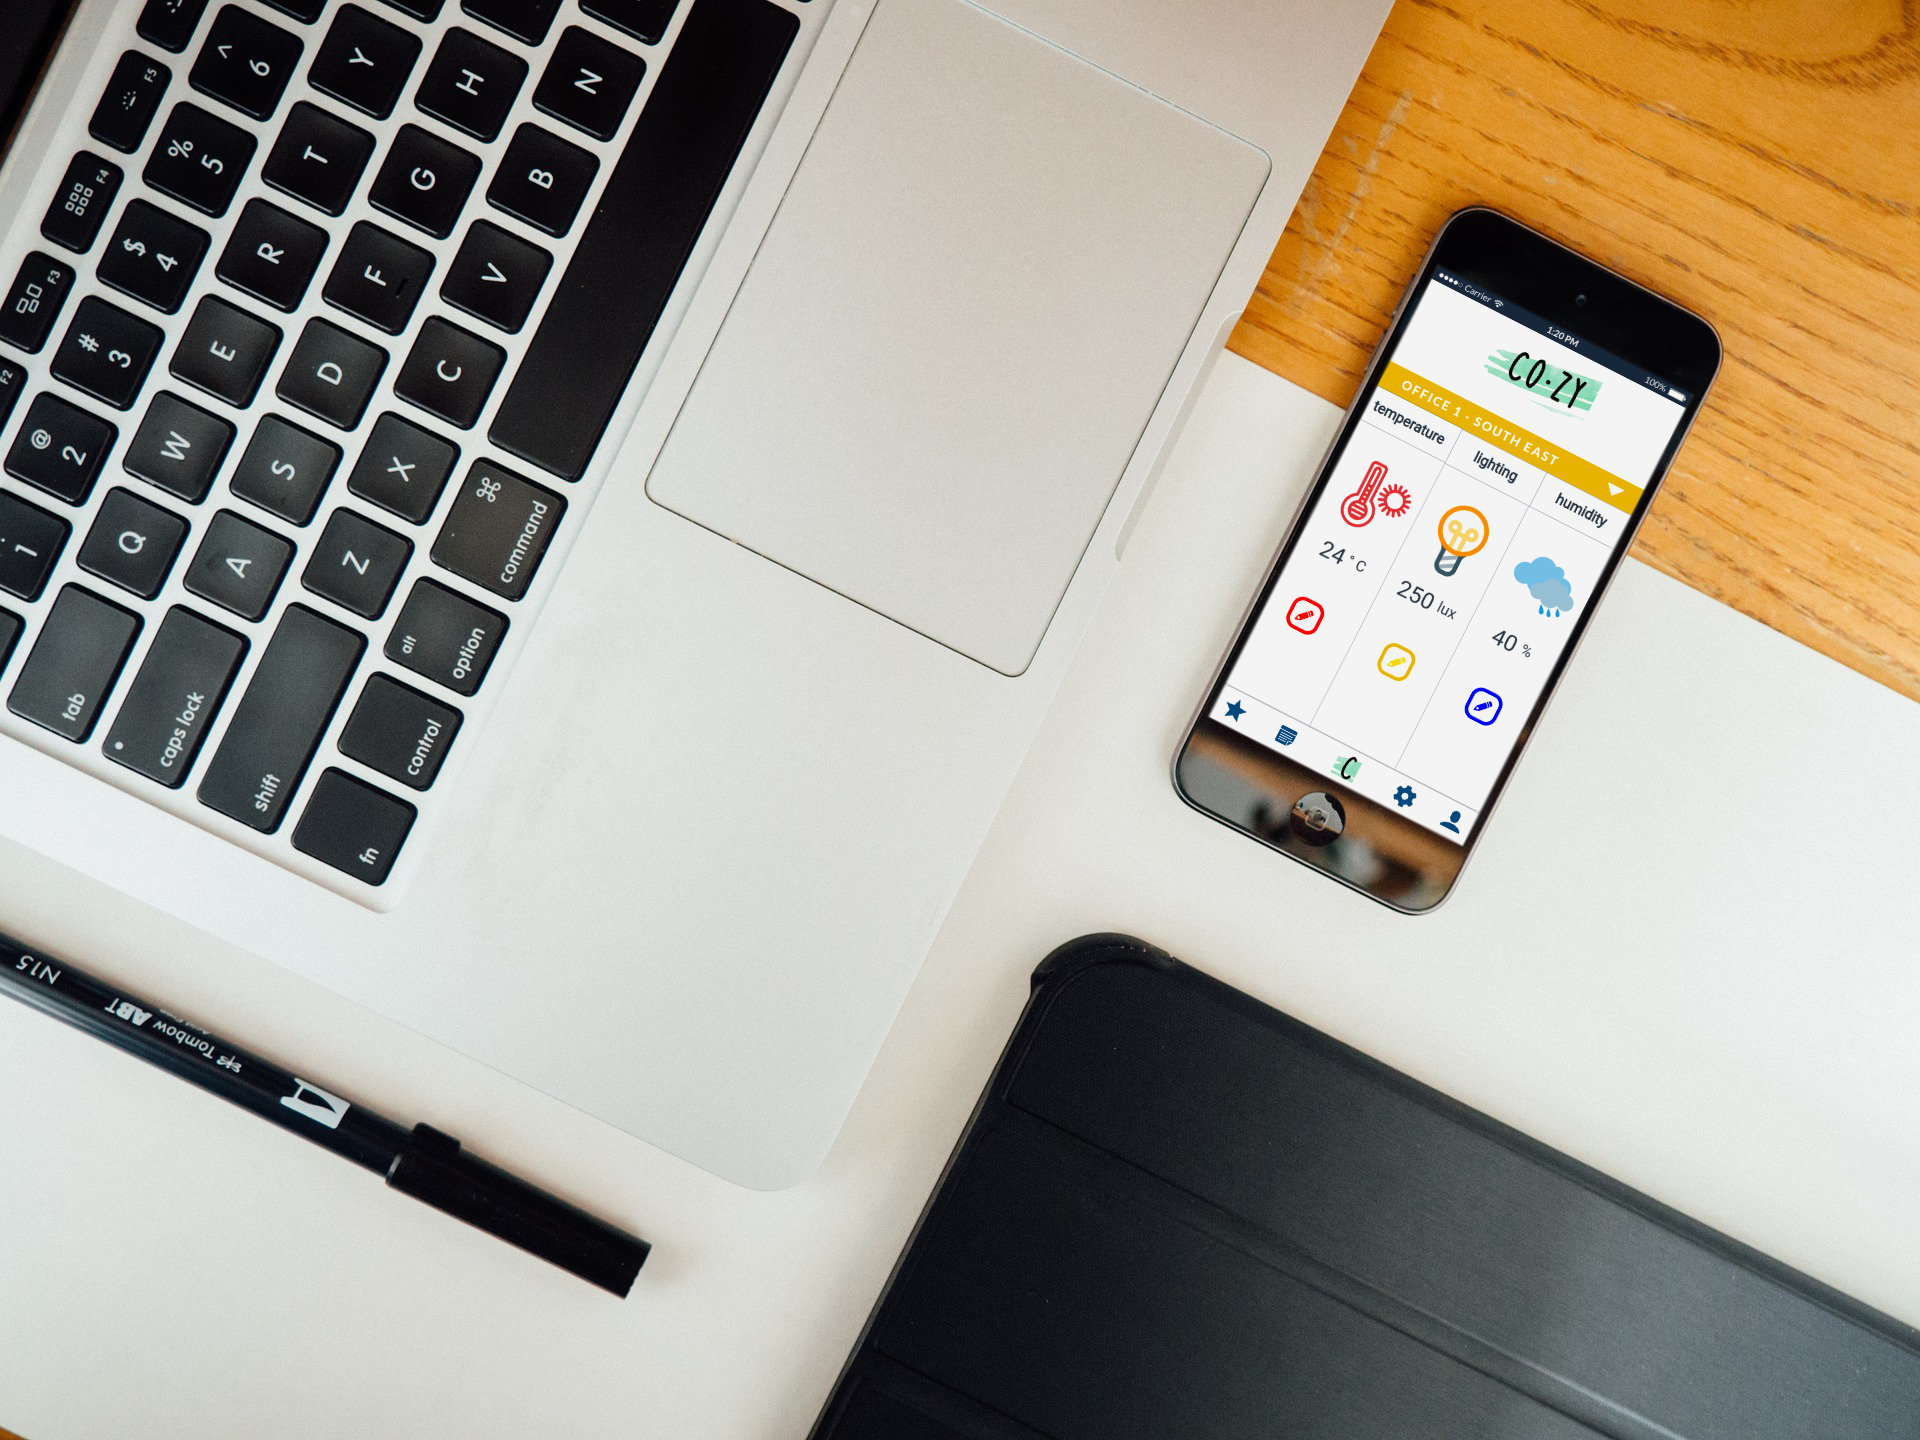 Carrier
1:20 PM
100%
CO·ZY
OFFICE 1 - SOUTH EAST
temperature
lighting
humidity
24 °C
250 lux
40 %
C
^ 6
Y
H
N
F5
% 5
T
G
B
F4
$ 4
R
F
V
F3
# 3
E
D
C
F2
@ 2
W
S
X
⌘ command
1
Q
A
Z
alt option
tab
caps lock
shift
control
fn
N15
ABT
Tombow